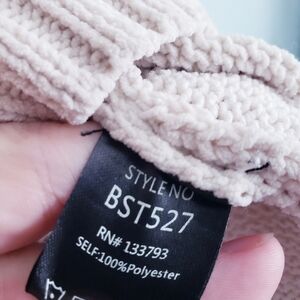 STYLE NO
BST527
RN# 133793
SELF:100%Polyester